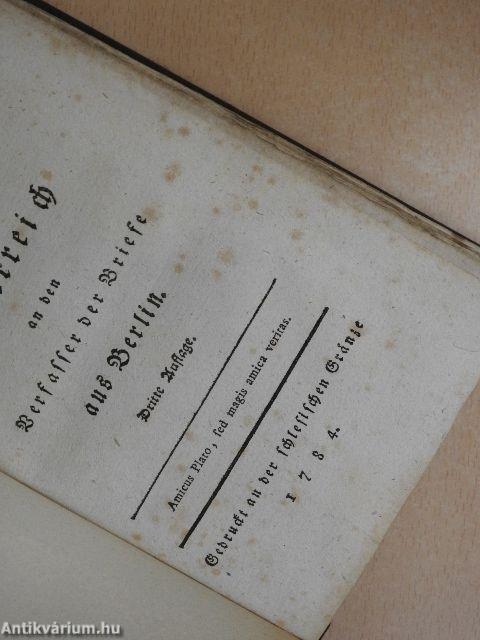 an den
Verfasser der Briefe
aus Berlin.
Dritte Auflage.
Amicus Plato, sed magis amica veritas.
Gedruckt an der schlesischen Gränze
1784.
Antikvárium.hu